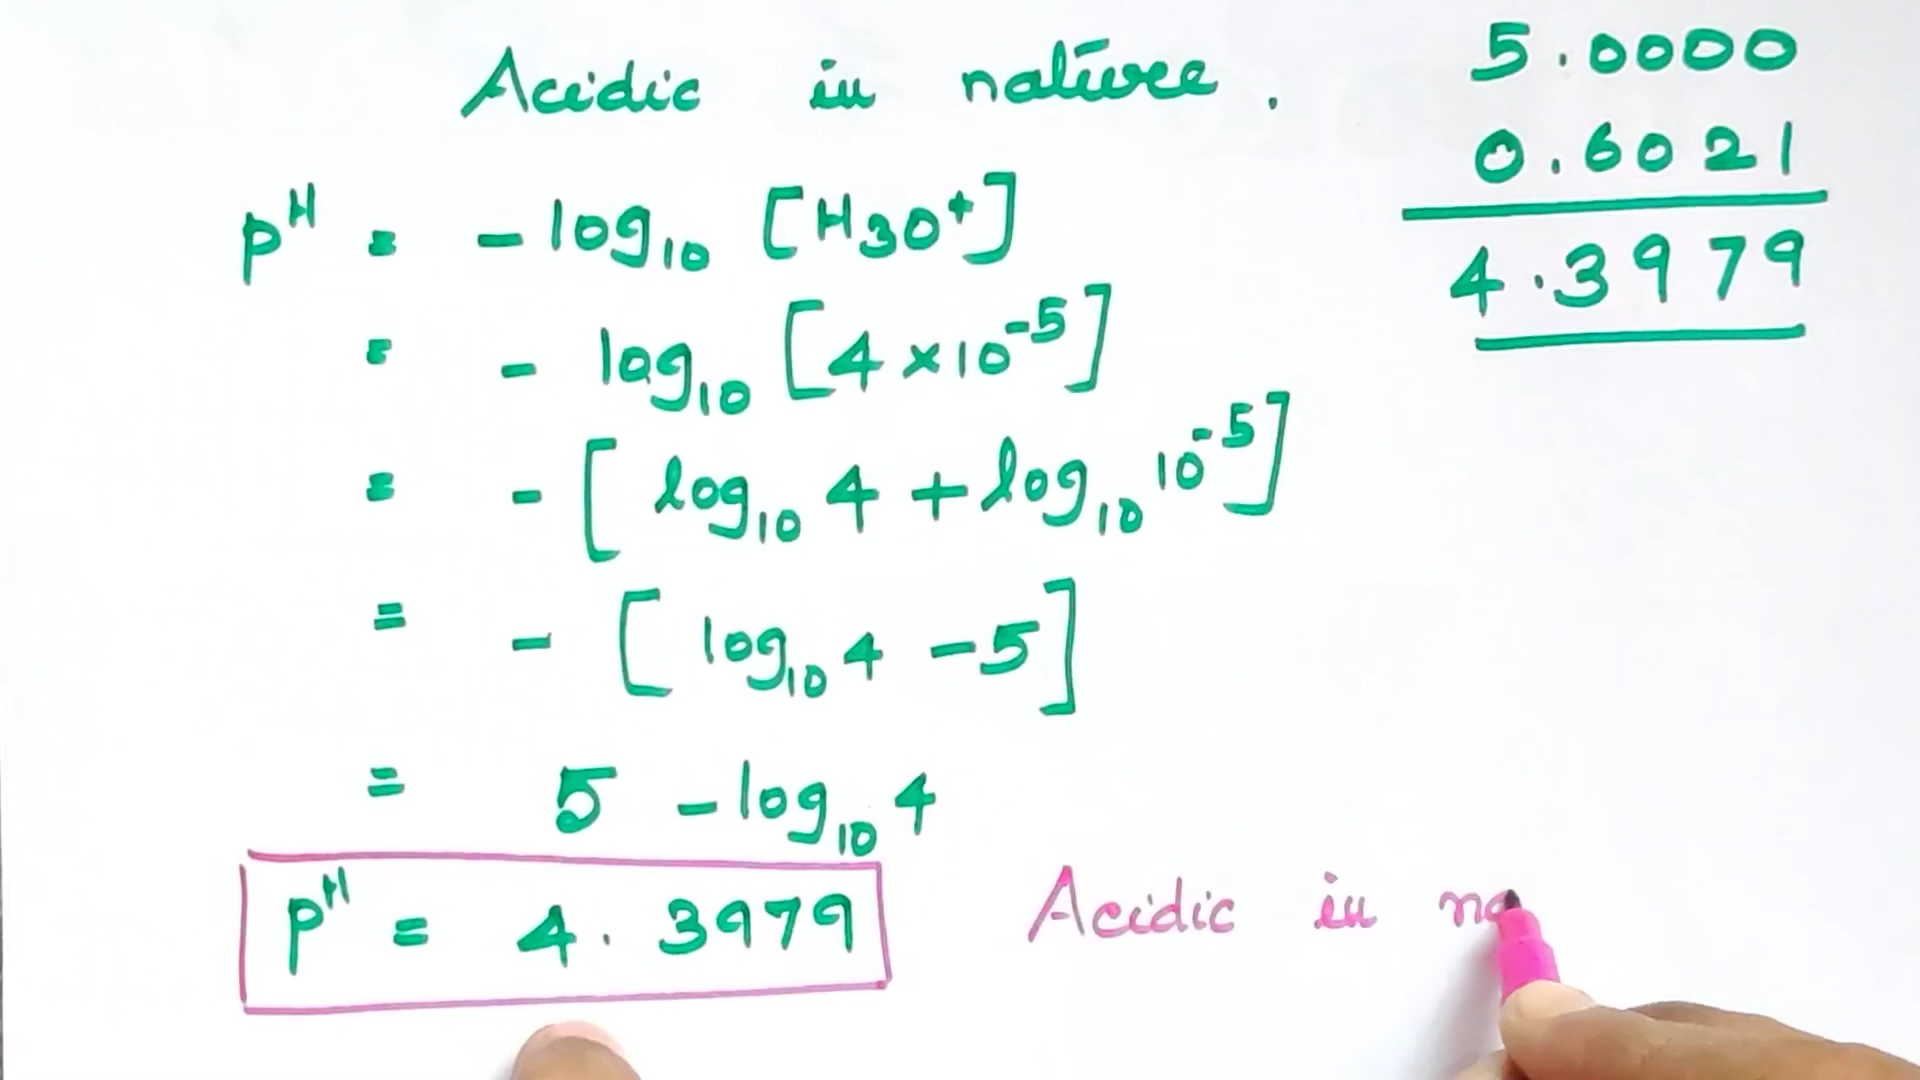 Acidic in nature.
5.0000
0.6021
4.3979
pᴴ = -log₁₀ [H₃O⁺]
= - log₁₀ [4×10⁻⁵]
= - [log₁₀ 4 + log₁₀ 10⁻⁵]
= - [log₁₀ 4 - 5]
= 5 - log₁₀ 4
pᴴ = 4.3979
Acidic in na